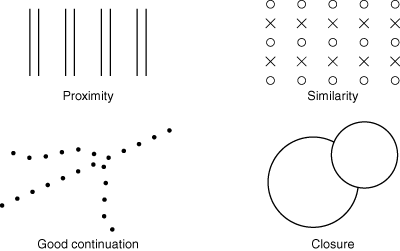 Proximity
Similarity
Good continuation
Closure